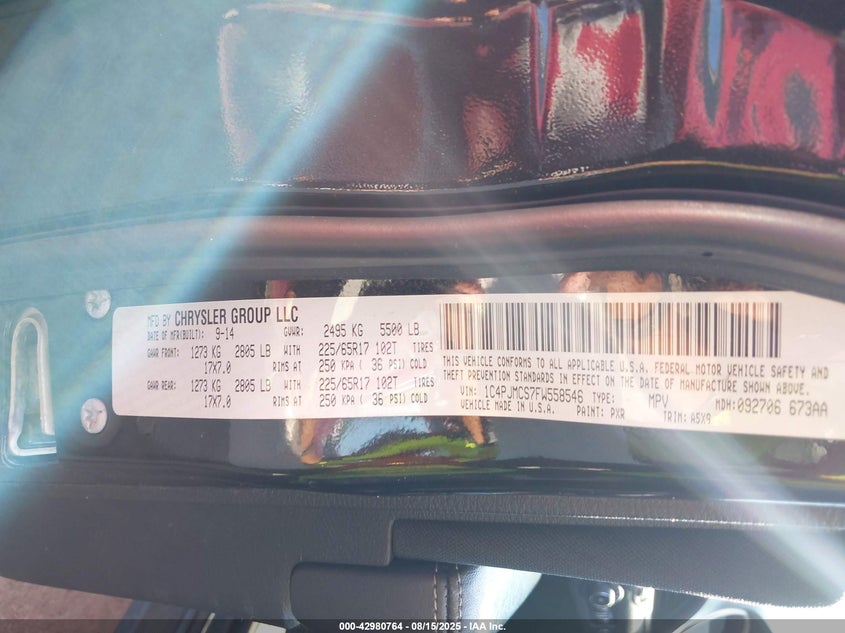 MFD BY CHRYSLER GROUP LLC
DATE OF MFR(BUILT): 9-14 GVWR: 2495 KG 5500 LB
GAWR FRONT: 1273 KG 2805 LB WITH 225/65R17 102T TIRES
17X7.0 RIMS AT 250 KPA ( 36 PSI) COLD
GAWR REAR: 1273 KG 2805 LB WITH 225/65R17 102T TIRES
17X7.0 RIMS AT 250 KPA ( 36 PSI) COLD
THIS VEHICLE CONFORMS TO ALL APPLICABLE U.S.A. FEDERAL MOTOR VEHICLE SAFETY AND
THEFT PREVENTION STANDARDS IN EFFECT ON THE DATE OF MANUFACTURE SHOWN ABOVE.
VIN: 1C4PJMCS7FW558546 TYPE: MPV MDH:092706 673AA
VEHICLE MADE IN U.S.A. PAINT: PXR TRIM: A5X9
000-42980764 - 08/15/2025 - IAA Inc.